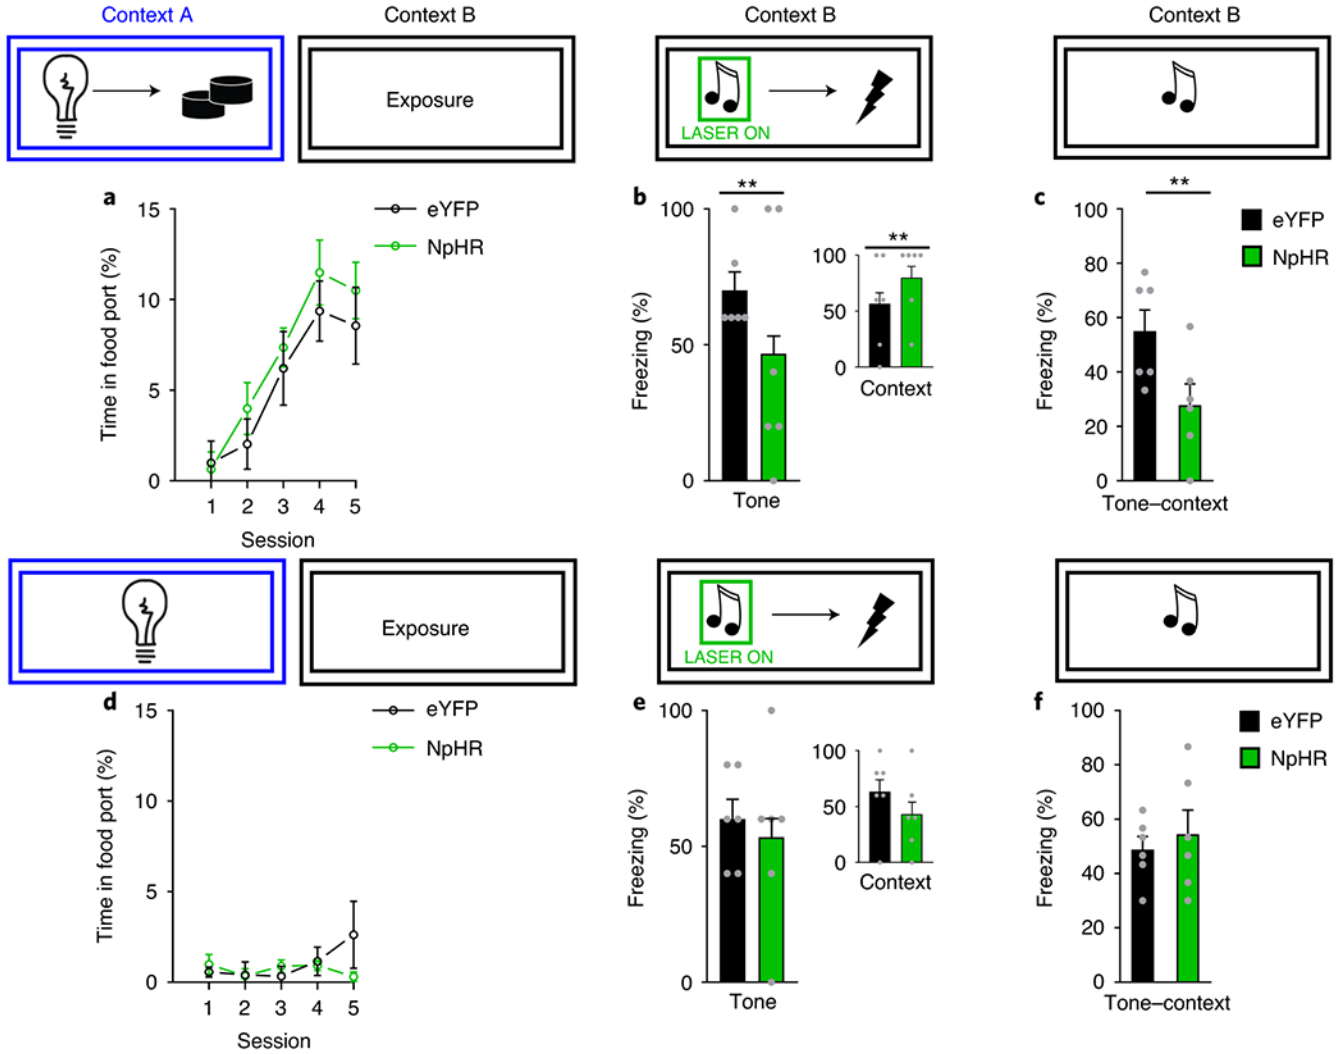 Context A
Context B
Context B
Context B
Exposure
LASER ON
a
15
10
5
0
Time in food port (%)
1 2 3 4 5
Session
eYFP
NpHR
b
**
100
50
0
Freezing (%)
Tone
**
100
50
0
Context
c
**
100
80
60
40
20
0
Freezing (%)
Tone–context
eYFP
NpHR
Exposure
LASER ON
d
15
10
5
0
Time in food port (%)
1 2 3 4 5
Session
eYFP
NpHR
e
100
50
0
Freezing (%)
Tone
100
50
0
Context
f
100
80
60
40
20
0
Freezing (%)
Tone–context
eYFP
NpHR